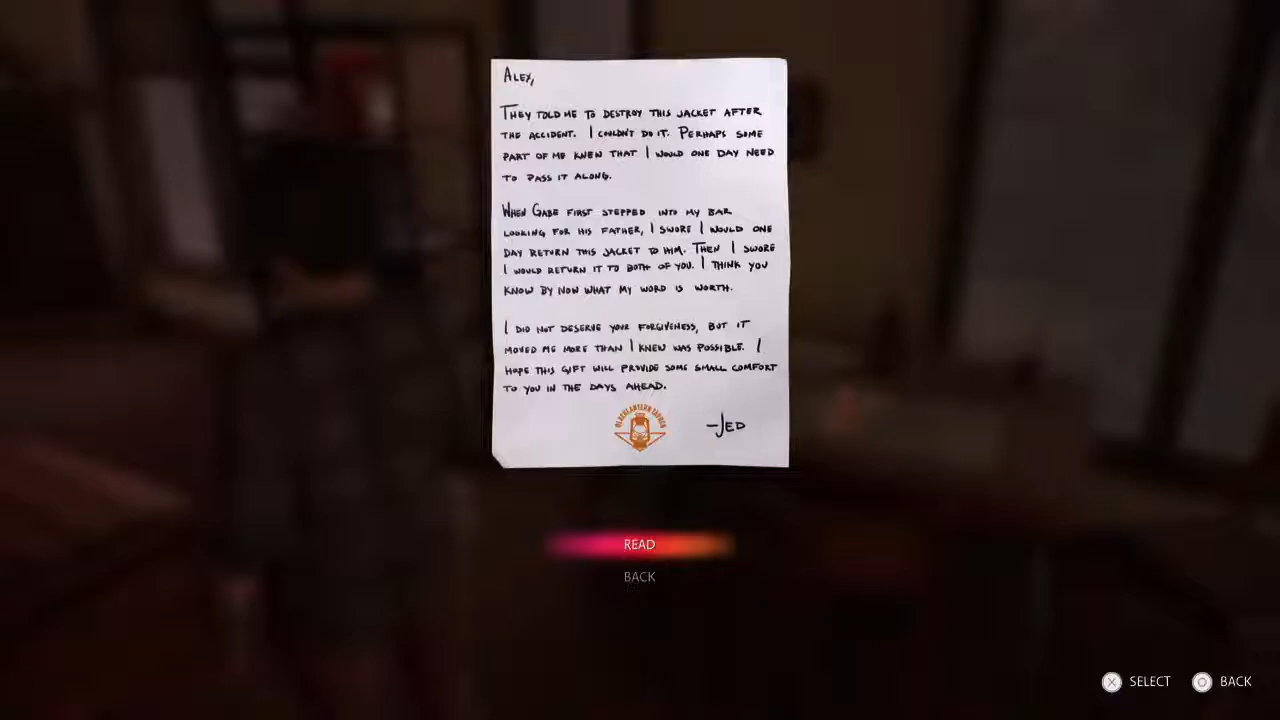 ALEX,
THEY TOLD ME TO DESTROY THIS JACKET AFTER
THE ACCIDENT. I COULDN'T DO IT. PERHAPS SOME
PART OF ME KNEW THAT I WOULD ONE DAY NEED
TO PASS IT ALONG.
WHEN GABE FIRST STEPPED INTO MY BAR
LOOKING FOR HIS FATHER, I SWORE I WOULD ONE
DAY RETURN THIS JACKET TO HIM. THEN I SWORE
I WOULD RETURN IT TO BOTH OF YOU. I THINK YOU
KNOW BY NOW WHAT MY WORD IS WORTH.
I DID NOT DESERVE YOUR FORGIVENESS, BUT IT
MOVED ME MORE THAN I KNEW WAS POSSIBLE. I
HOPE THIS GIFT WILL PROVIDE SOME SMALL COMFORT
TO YOU IN THE DAYS AHEAD.
BLACK LANTERN TAVERN
-JED
READ
BACK
SELECT BACK